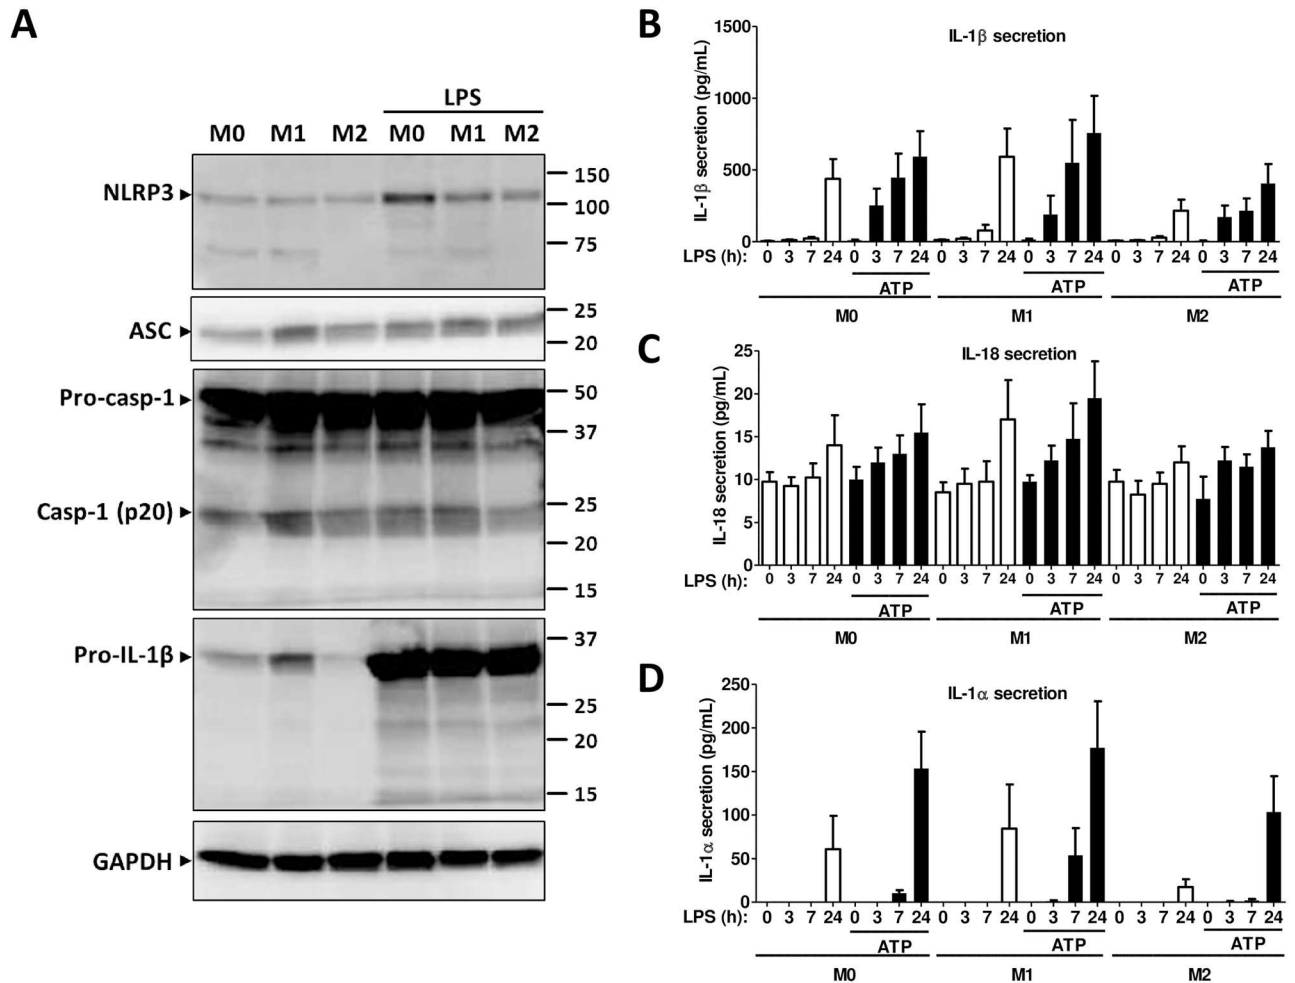 A
LPS
M0 M1 M2 M0 M1 M2
NLRP3
150
100
75
ASC
25
20
Pro-casp-1
50
37
Casp-1 (p20)
25
20
15
Pro-IL-1β
37
25
20
15
GAPDH
B
IL-1β secretion
IL-1β secretion (pg/mL)
1500
1000
500
0
LPS (h): 0 3 7 24 0 3 7 24 0 3 7 24 0 3 7 24 0 3 7 24 0 3 7 24
ATP ATP ATP
M0 M1 M2
C
IL-18 secretion
IL-18 secretion (pg/mL)
25
20
15
10
5
0
LPS (h): 0 3 7 24 0 3 7 24 0 3 7 24 0 3 7 24 0 3 7 24 0 3 7 24
ATP ATP ATP
M0 M1 M2
D
IL-1α secretion
IL-1α secretion (pg/mL)
250
200
150
100
50
0
LPS (h): 0 3 7 24 0 3 7 24 0 3 7 24 0 3 7 24 0 3 7 24 0 3 7 24
ATP ATP ATP
M0 M1 M2